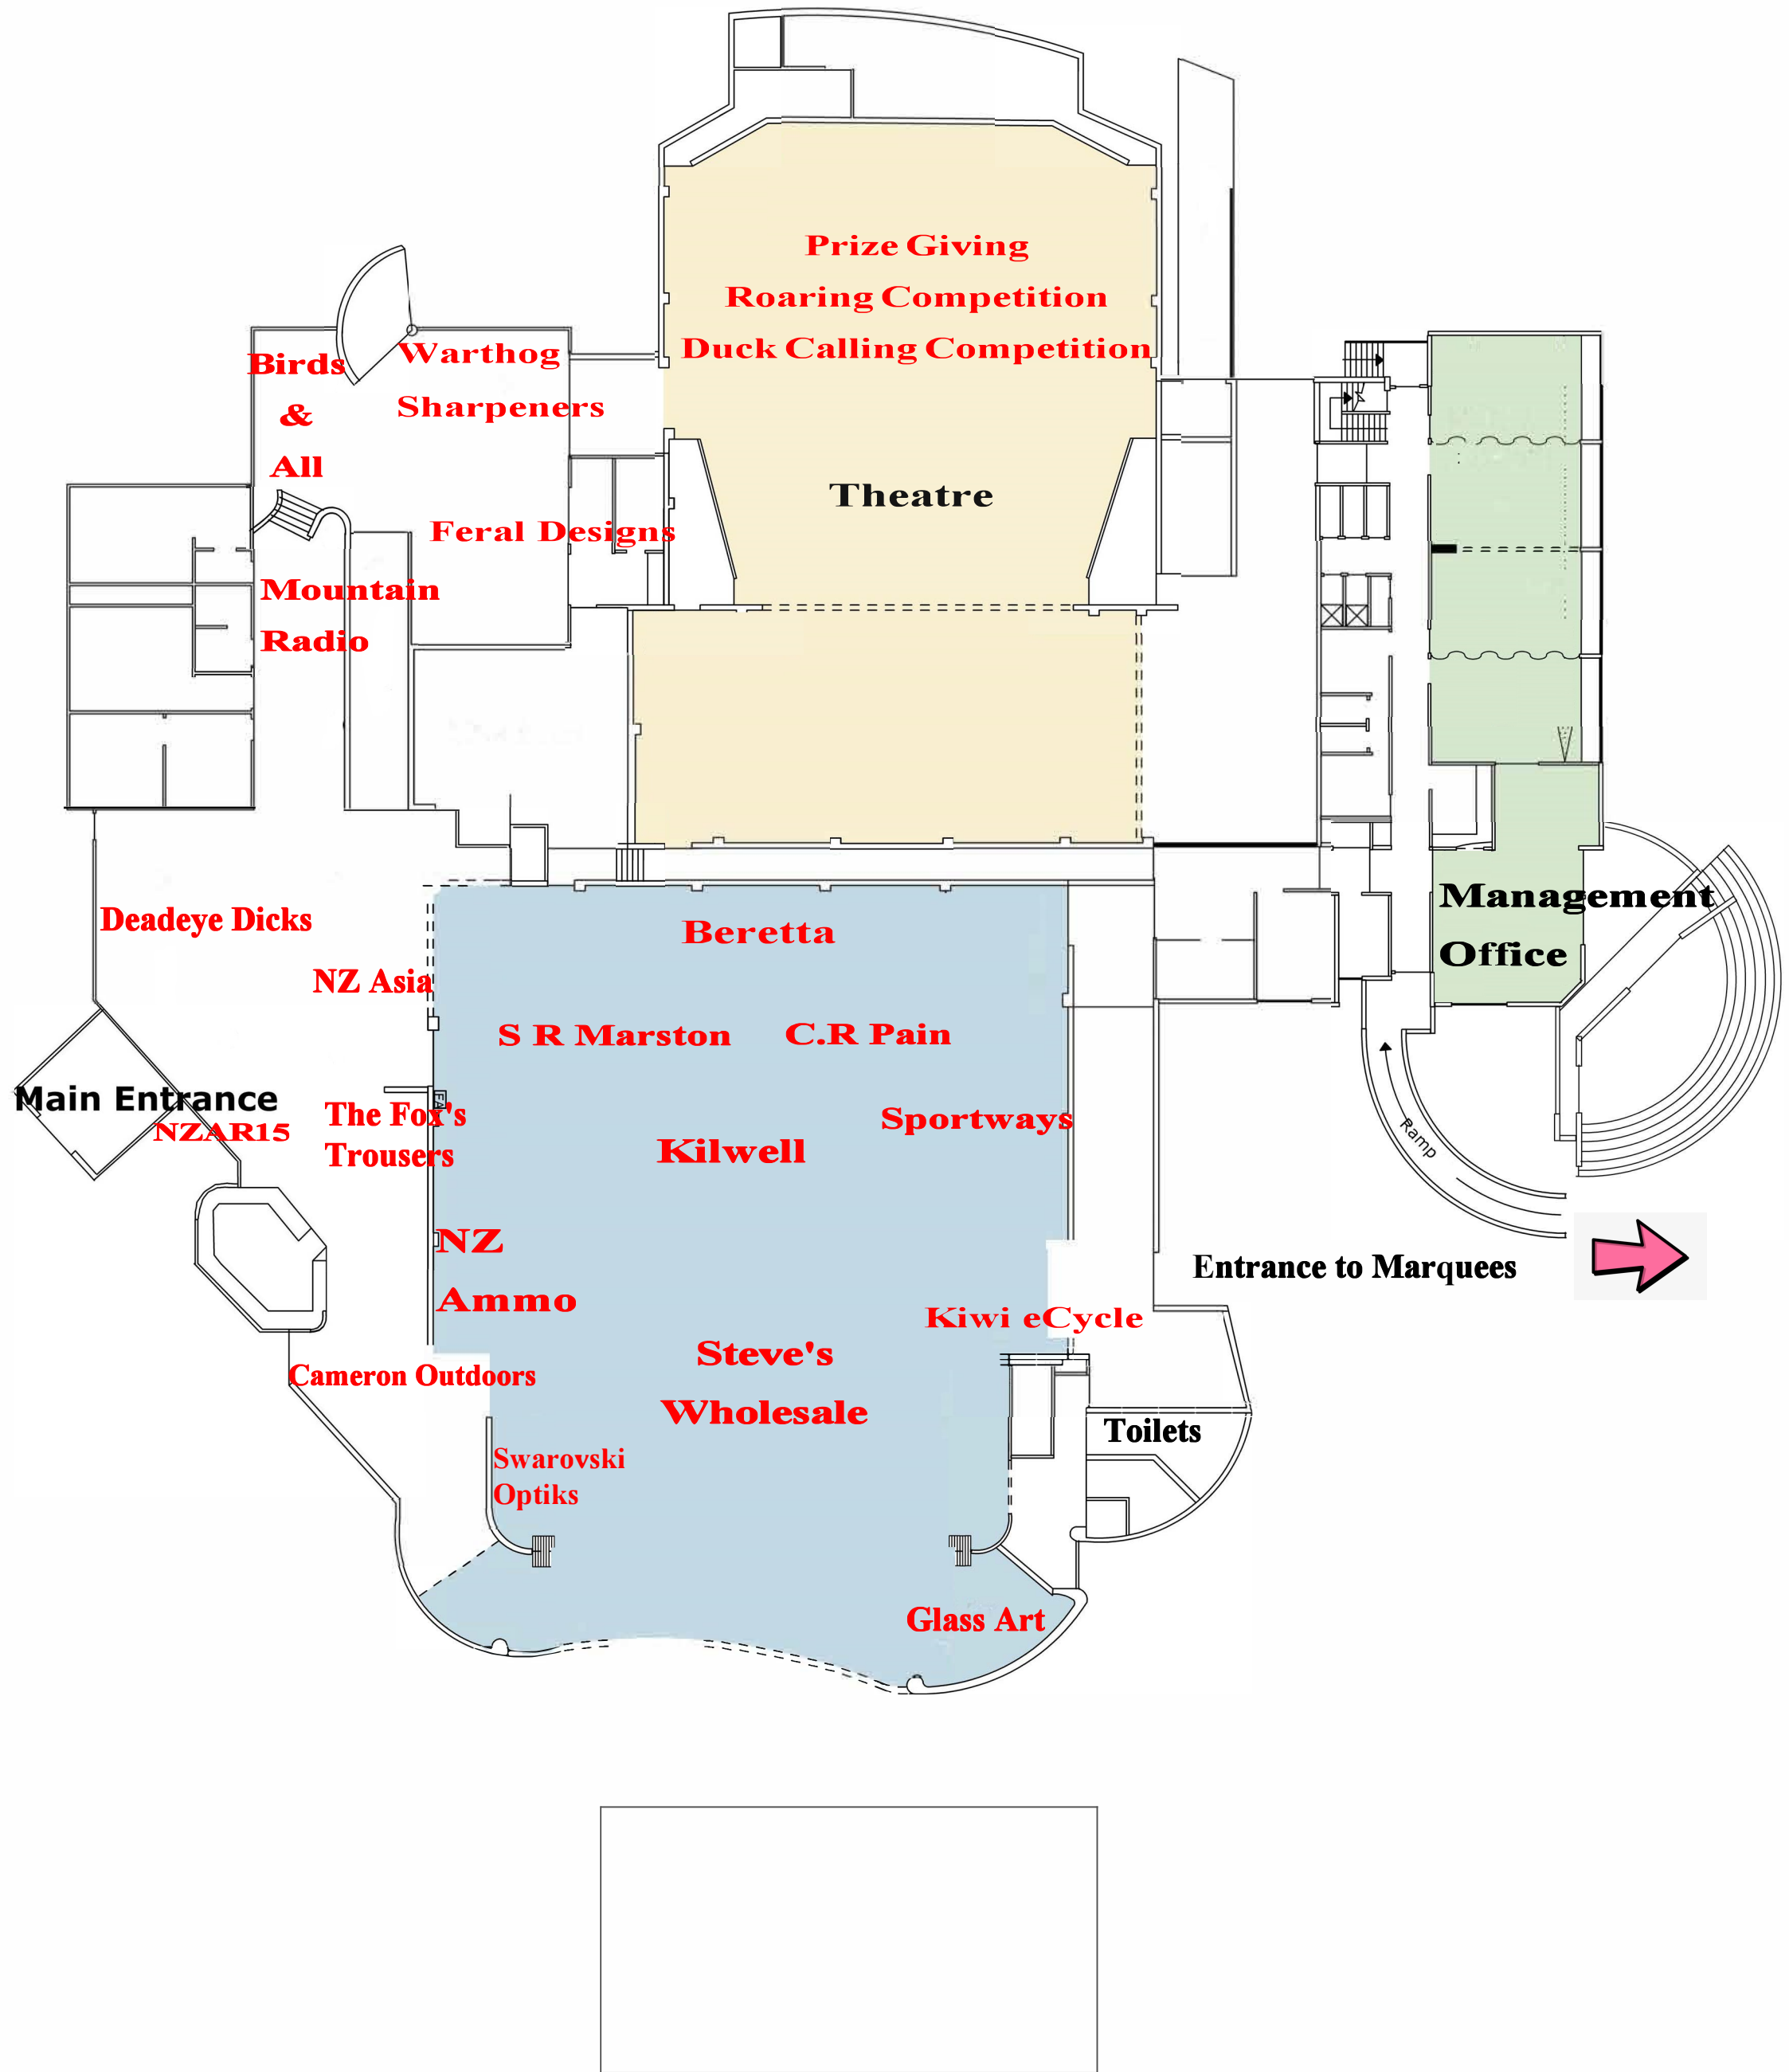 Prize Giving
Roaring Competition
Duck Calling Competition
Birds
&
All
Warthog
Sharpeners
Theatre
Feral Designs
Mountain
Radio
Management
Office
Deadeye Dicks
Beretta
NZ Asia
S R Marston
C.R Pain
Main Entrance
NZAR15
The Fox's
Trousers
FA
Sportways
Kilwell
Ramp
NZ
Ammo
Entrance to Marquees
Kiwi eCycle
Steve's
Wholesale
Cameron Outdoors
Toilets
Swarovski
Optiks
Glass Art